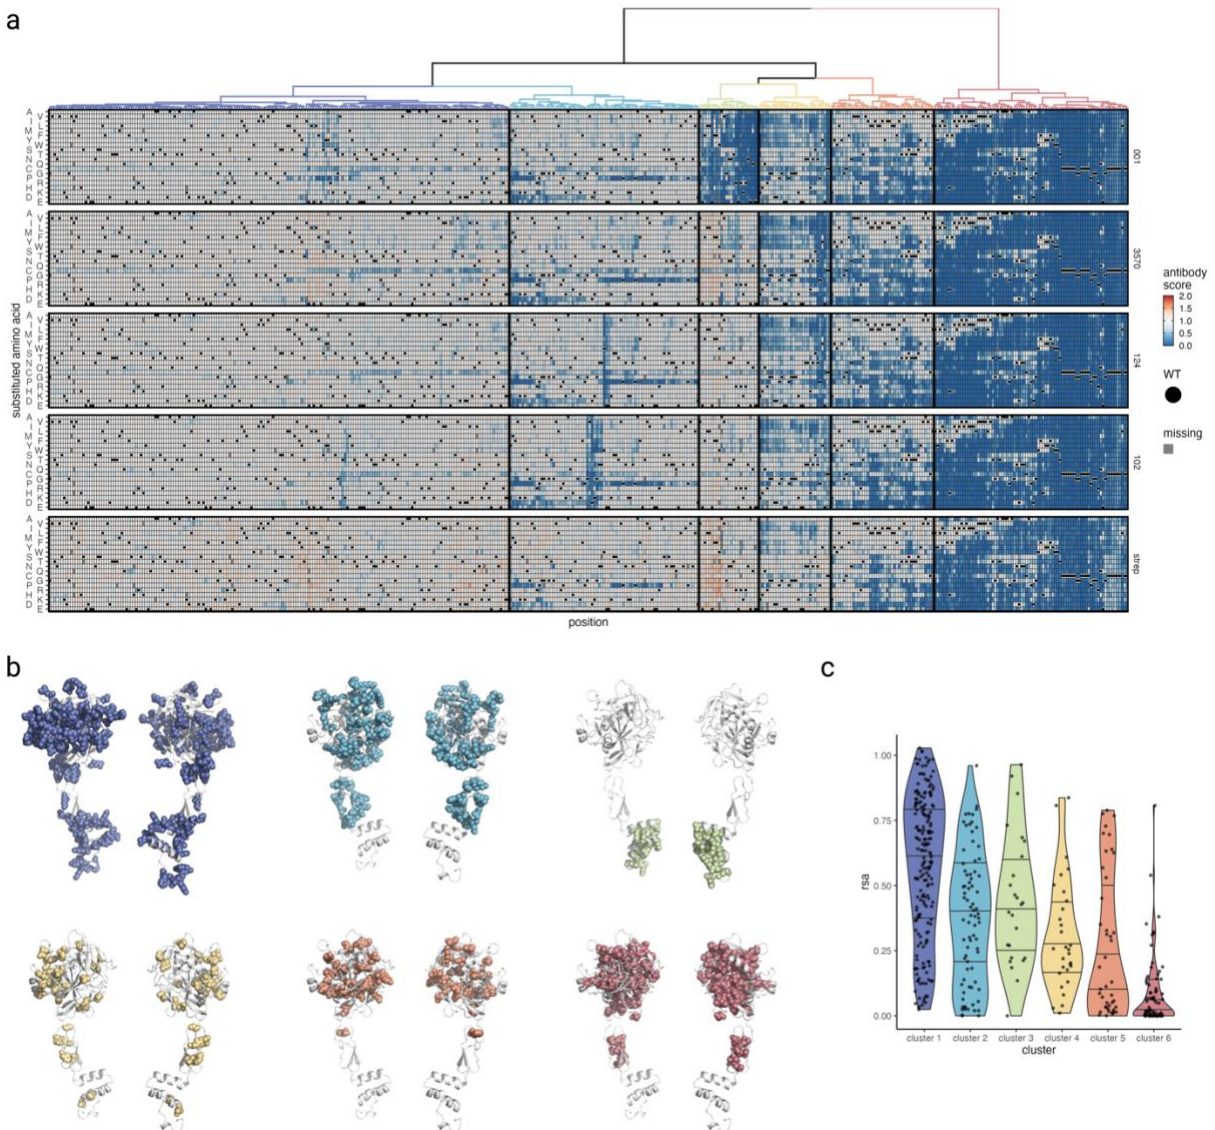 a
A
V
I
L
M
F
Y
W
S
T
N
Q
C
G
P
R
H
K
D
E
001
A
V
I
L
M
F
Y
W
S
T
N
Q
C
G
P
R
H
K
D
E
3570
A
V
I
L
M
F
Y
W
S
T
N
Q
C
G
P
R
H
K
D
E
124
A
V
I
L
M
F
Y
W
S
T
N
Q
C
G
P
R
H
K
D
E
102
A
V
I
L
M
F
Y
W
S
T
N
Q
C
G
P
R
H
K
D
E
strep
substituted amino acid
position
antibody
score
2.0
1.5
1.0
0.5
0.0
WT
missing
b
c
rsa
1.00
0.75
0.50
0.25
0.00
cluster 1 cluster 2 cluster 3 cluster 4 cluster 5 cluster 6
cluster